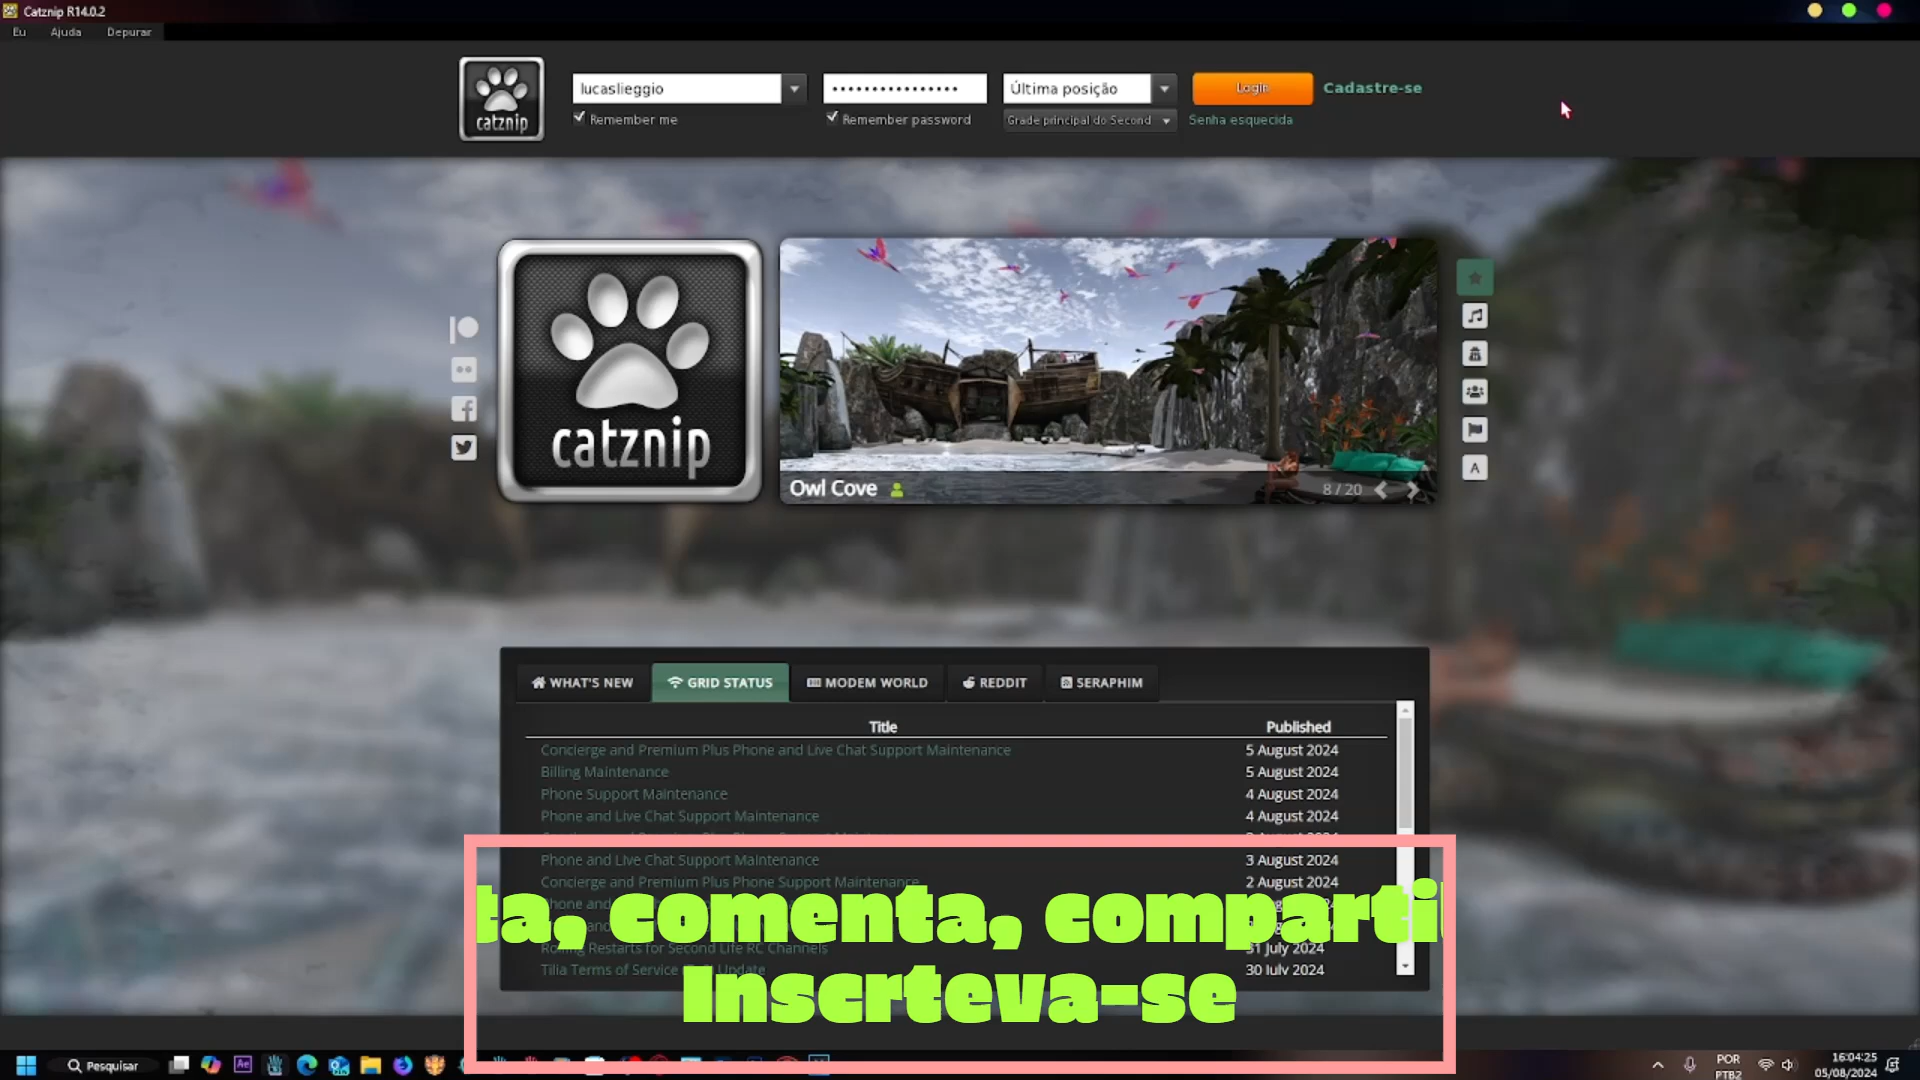 Catznip R14.0.2
Eu Ajuda Depurar
catznip
lucaslieggio
••••••••••••••••
Última posição
Login
Cadastre-se
Remember me
Remember password
Grade principal do Second
Senha esquecida
catznip
Owl Cove
8 / 20
A
WHAT'S NEW
GRID STATUS
MODEM WORLD
REDDIT
SERAPHIM
Title Published
Concierge and Premium Plus Phone and Live Chat Support Maintenance 5 August 2024
Billing Maintenance 5 August 2024
Phone Support Maintenance 4 August 2024
Phone and Live Chat Support Maintenance 4 August 2024
Phone and Live Chat Support Maintenance 3 August 2024
Concierge and Premium Plus Phone Support Maintenance 2 August 2024
ta, comenta, comparti
Rolling Restarts for Second Life RC Channels 31 July 2024
Tilia Terms of Service Update 30 July 2024
Inscrteva-se
Pesquisar
Ae
POR
PTB2
16:04:25
05/08/2024